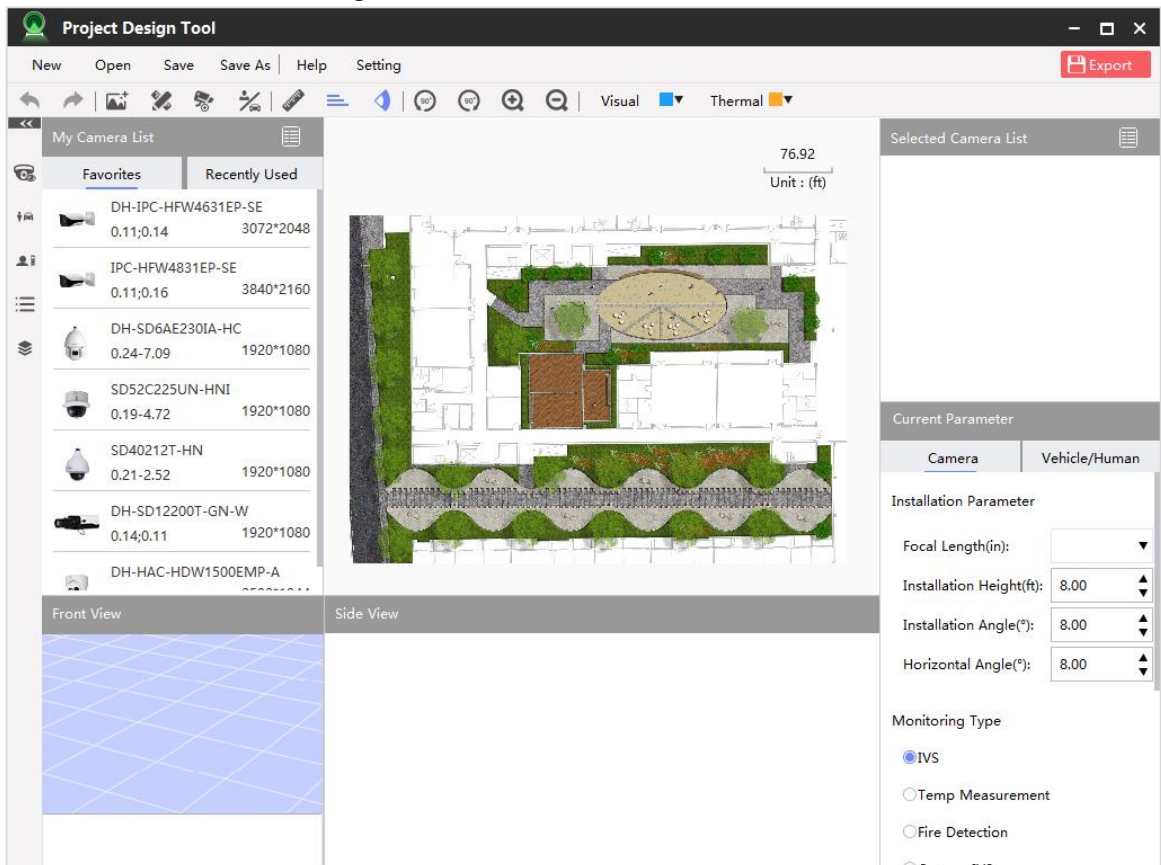 Project Design Tool
New Open Save Save As Help Setting
Export
90° 90° Visual Thermal
<<
My Camera List
Favorites Recently Used
DH-IPC-HFW4631EP-SE
0.11;0.14 3072*2048
IPC-HFW4831EP-SE
0.11;0.16 3840*2160
DH-SD6AE230IA-HC
0.24-7.09 1920*1080
SD52C225UN-HNI
0.19-4.72 1920*1080
SD40212T-HN
0.21-2.52 1920*1080
DH-SD12200T-GN-W
0.14;0.11 1920*1080
DH-HAC-HDW1500EMP-A
76.92
Unit : (ft)
Front View
Side View
Selected Camera List
Current Parameter
Camera Vehicle/Human
Installation Parameter
Focal Length(in):
Installation Height(ft): 8.00
Installation Angle(°): 8.00
Horizontal Angle(°): 8.00
Monitoring Type
IVS
Temp Measurement
Fire Detection